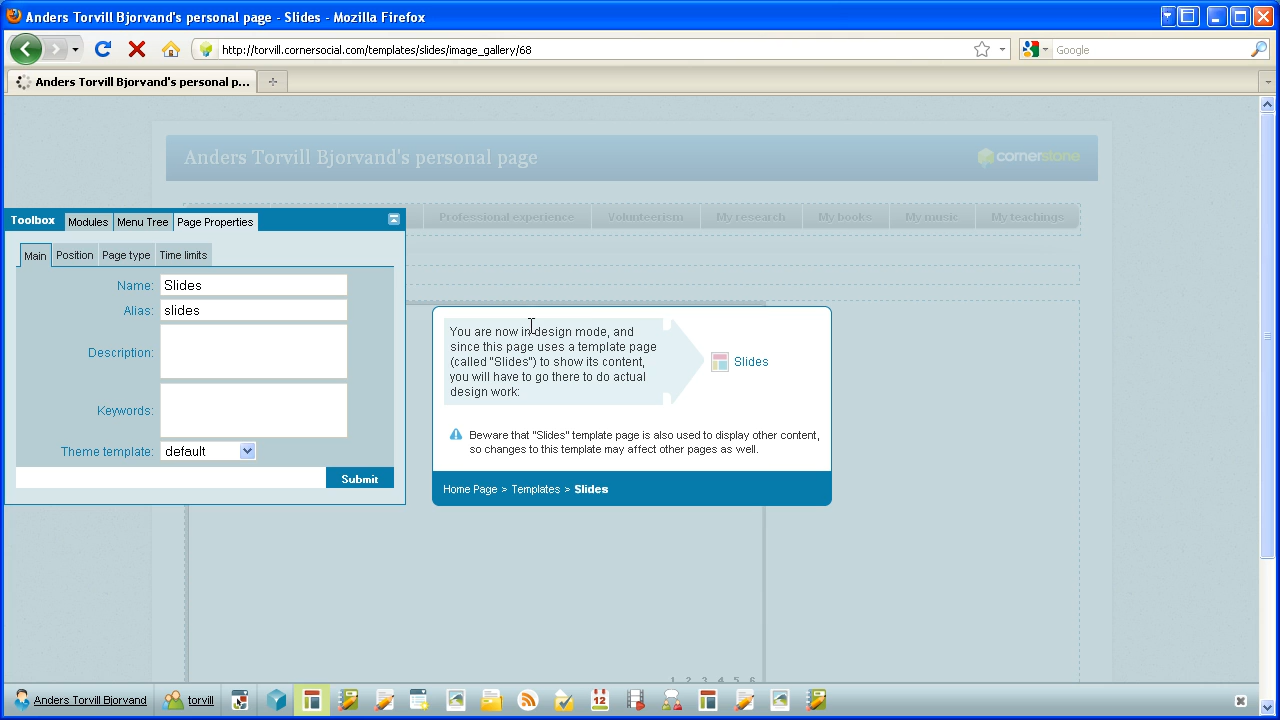 Anders Torvill Bjorvand's personal page - Slides - Mozilla Firefox
http://torvill.cornersocial.com/templates/slides/image_gallery/68
Google
Anders Torvill Bjorvand's personal p...
Anders Torvill Bjorvand's personal page
cornerstone
Professional experience
Volunteerism
My research
My books
My music
My teachings
Toolbox
Modules
Menu Tree
Page Properties
Main
Position
Page type
Time limits
Name:
Slides
Alias:
slides
Description:
Keywords:
Theme template:
default
Submit
You are now in design mode, and
since this page uses a template page
(called "Slides") to show its content,
you will have to go there to do actual
design work:
Slides
Beware that "Slides" template page is also used to display other content,
so changes to this template may affect other pages as well.
Home Page > Templates > Slides
1 2 3 4 5 6
Anders Torvill Bjorvand
torvill
12